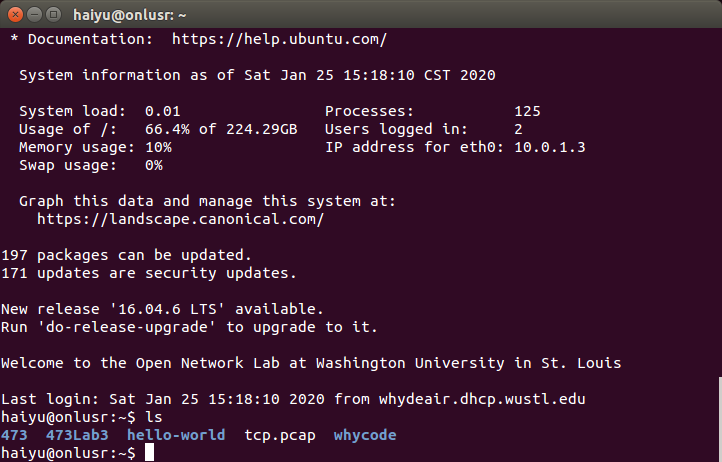 haiyu@onlusr: ~
* Documentation:  https://help.ubuntu.com/
System information as of Sat Jan 25 15:18:10 CST 2020
System load:  0.01                Processes:           125
Usage of /:   66.4% of 224.29GB   Users logged in:     2
Memory usage: 10%                 IP address for eth0: 10.0.1.3
Swap usage:   0%
Graph this data and manage this system at:
https://landscape.canonical.com/
197 packages can be updated.
171 updates are security updates.
New release '16.04.6 LTS' available.
Run 'do-release-upgrade' to upgrade to it.
Welcome to the Open Network Lab at Washington University in St. Louis
Last login: Sat Jan 25 15:18:10 2020 from whydeair.dhcp.wustl.edu
haiyu@onlusr:~$ ls
473  473Lab3  hello-world  tcp.pcap  whycode
haiyu@onlusr:~$